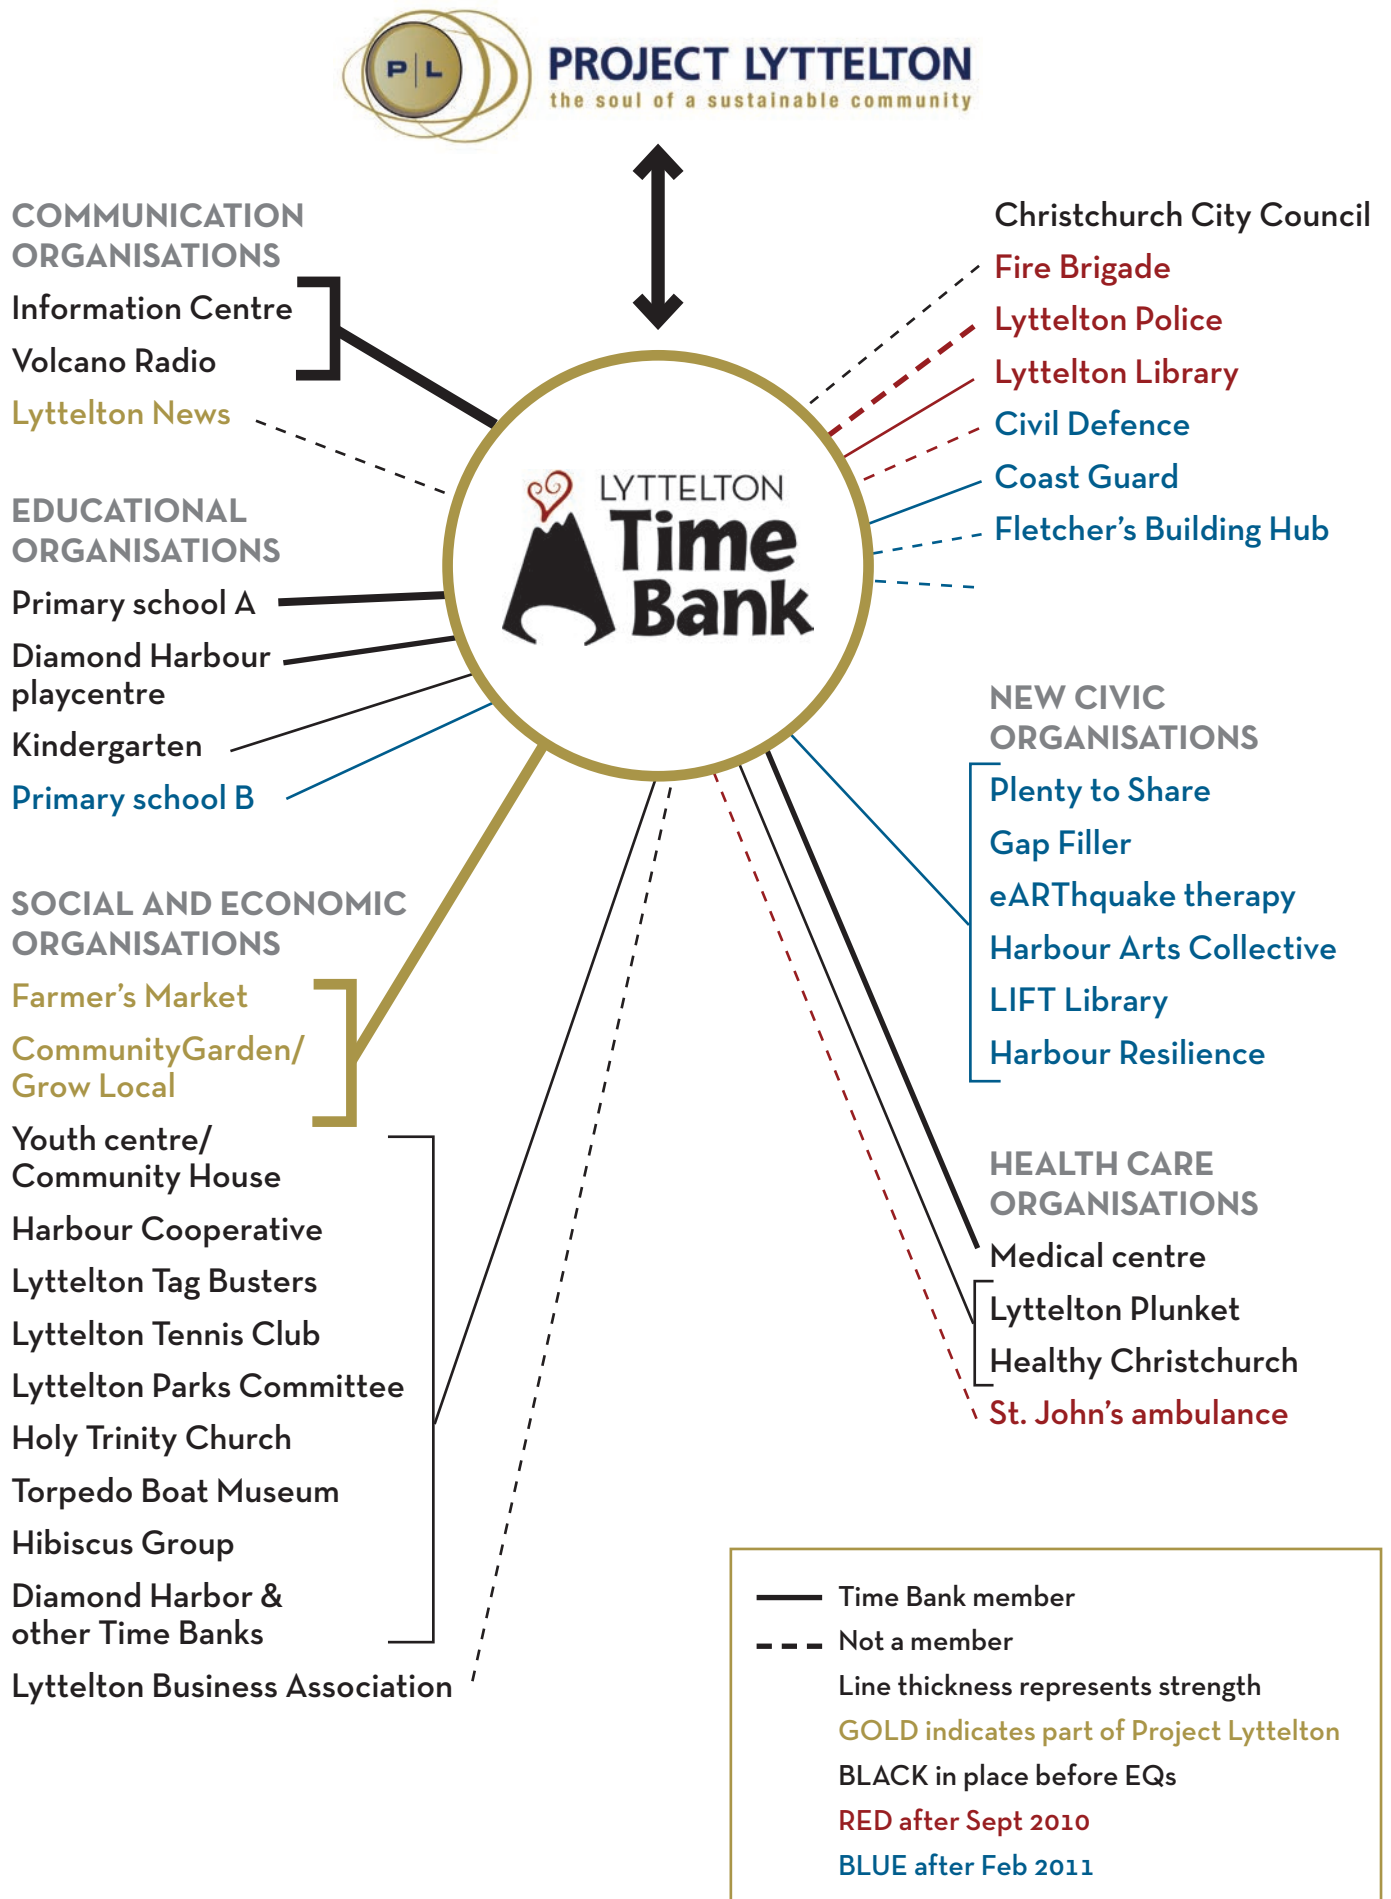 P|L
PROJECT LYTTELTON
the soul of a sustainable community
COMMUNICATION
ORGANISATIONS
Information Centre
Volcano Radio
Lyttelton News
EDUCATIONAL
ORGANISATIONS
Primary school A
Diamond Harbour
playcentre
Kindergarten
Primary school B
SOCIAL AND ECONOMIC
ORGANISATIONS
Farmer's Market
CommunityGarden/
Grow Local
Youth centre/
Community House
Harbour Cooperative
Lyttelton Tag Busters
Lyttelton Tennis Club
Lyttelton Parks Committee
Holy Trinity Church
Torpedo Boat Museum
Hibiscus Group
Diamond Harbor &
other Time Banks
Lyttelton Business Association
LYTTELTON
Time
Bank
Christchurch City Council
Fire Brigade
Lyttelton Police
Lyttelton Library
Civil Defence
Coast Guard
Fletcher's Building Hub
NEW CIVIC
ORGANISATIONS
Plenty to Share
Gap Filler
eARThquake therapy
Harbour Arts Collective
LIFT Library
Harbour Resilience
HEALTH CARE
ORGANISATIONS
Medical centre
Lyttelton Plunket
Healthy Christchurch
St. John's ambulance
Time Bank member
Not a member
Line thickness represents strength
GOLD indicates part of Project Lyttelton
BLACK in place before EQs
RED after Sept 2010
BLUE after Feb 2011